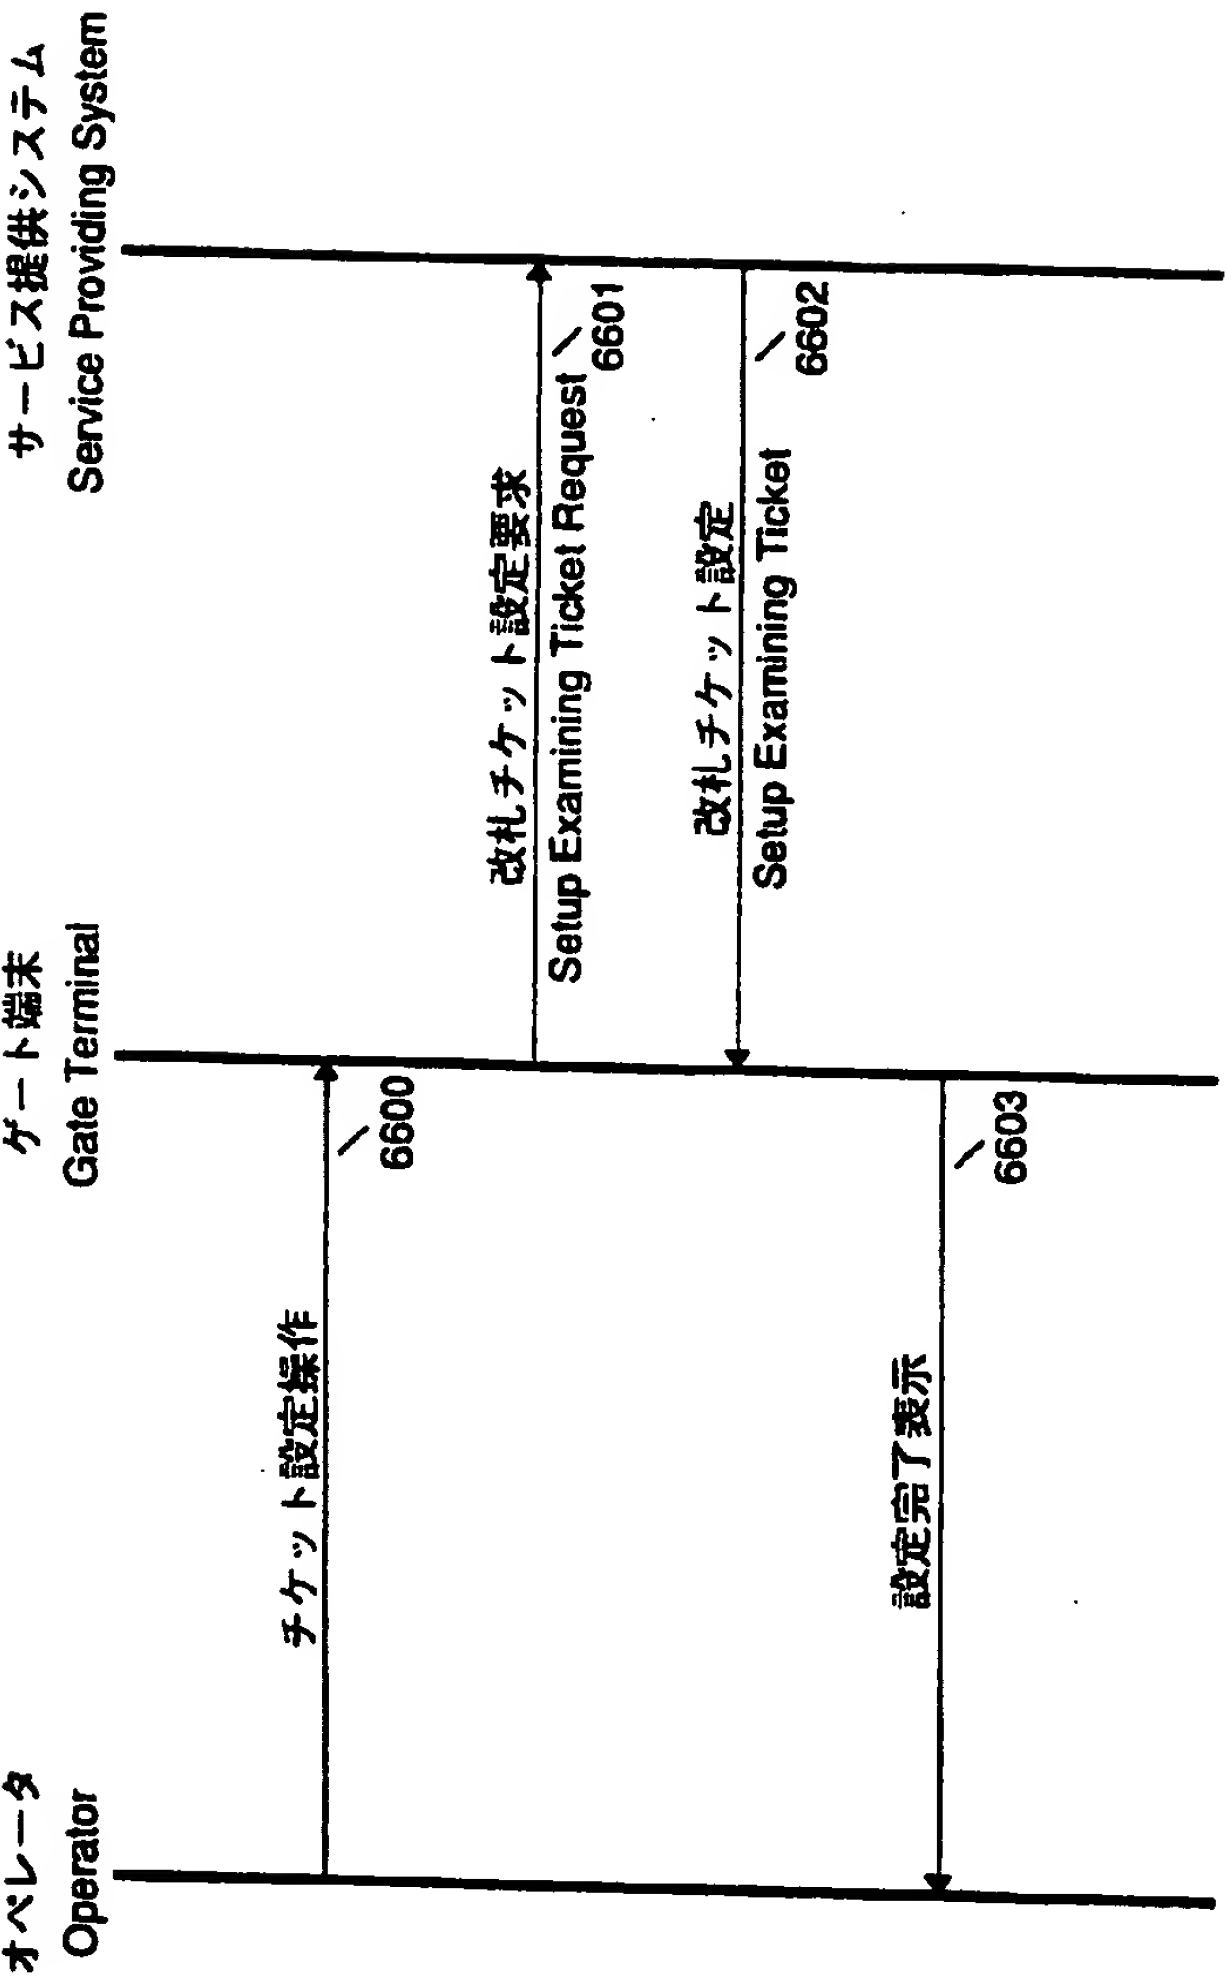 オペレータ
Operator
ゲート端末
Gate Terminal
サービス提供システム
Service Providing System
チケット設定操作
6600
改札チケット設定要求
Setup Examining Ticket Request
6601
改札チケット設定
Setup Examining Ticket
6602
設定完了表示
6603